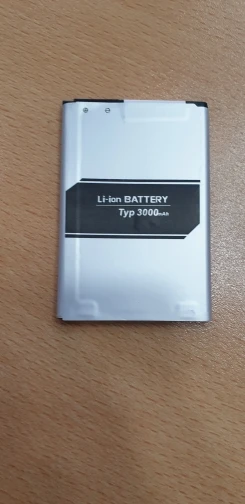 ⊕ ⊖
Li-ion BATTERY
Typ 3000mAh